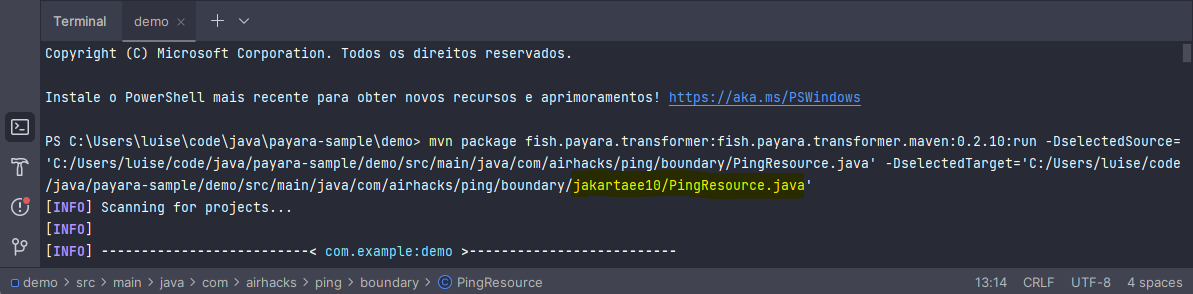 Terminal demo ×
Copyright (C) Microsoft Corporation. Todos os direitos reservados.
Instale o PowerShell mais recente para obter novos recursos e aprimoramentos! https://aka.ms/PSWindows
PS C:\Users\luise\code\java\payara-sample\demo> mvn package fish.payara.transformer:fish.payara.transformer.maven:0.2.10:run -DselectedSource=
'C:/Users/luise/code/java/payara-sample/demo/src/main/java/com/airhacks/ping/boundary/PingResource.java' -DselectedTarget='C:/Users/luise/code
/java/payara-sample/demo/src/main/java/com/airhacks/ping/boundary/jakartaee10/PingResource.java'
[INFO] Scanning for projects...
[INFO]
[INFO] --------------------------< com.example:demo >--------------------------
demo > src > main > java > com > airhacks > ping > boundary > © PingResource 13:14 CRLF UTF-8 4 spaces